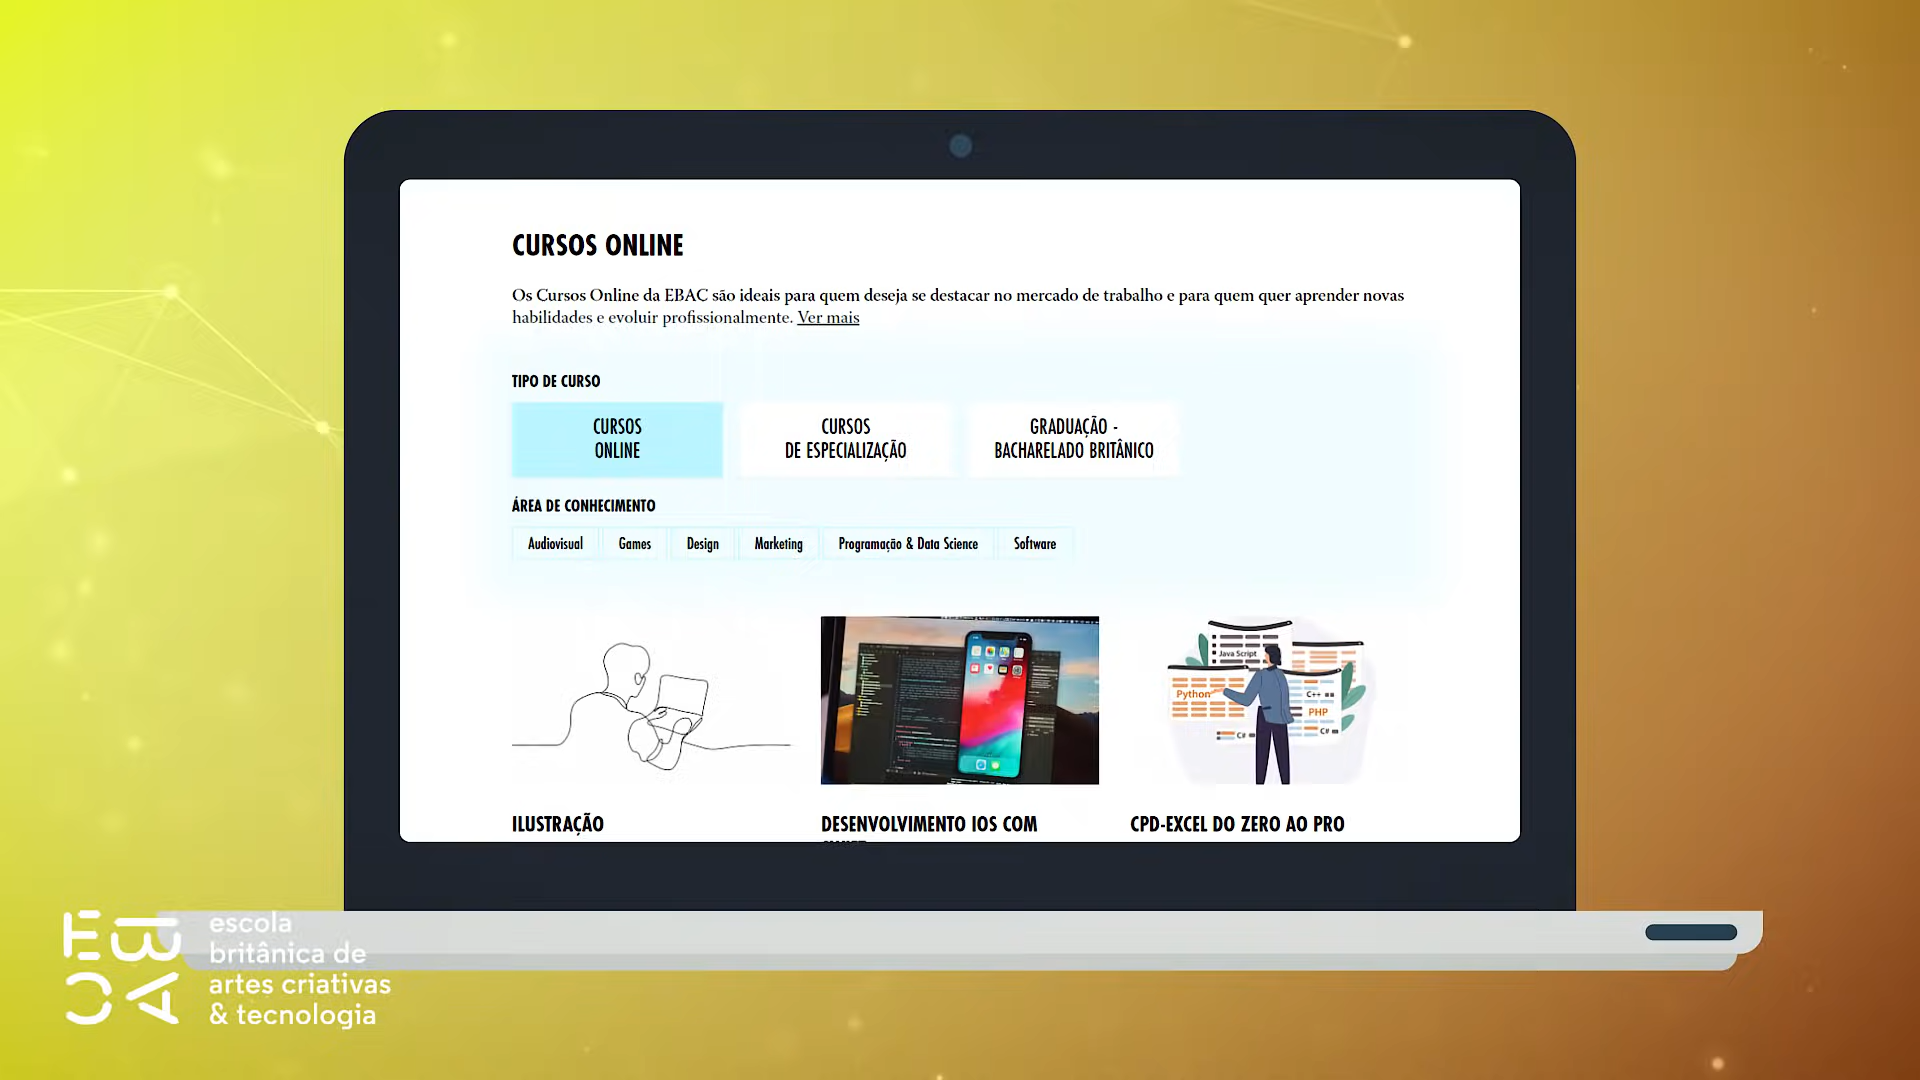 CURSOS ONLINE
Os Cursos Online da EBAC são ideais para quem deseja se destacar no mercado de trabalho e para quem quer aprender novas
habilidades e evoluir profissionalmente. Ver mais
TIPO DE CURSO
CURSOS
ONLINE
CURSOS
DE ESPECIALIZAÇÃO
GRADUAÇÃO -
BACHARELADO BRITÂNICO
ÁREA DE CONHECIMENTO
Audiovisual
Games
Design
Marketing
Programação & Data Science
Software
Java Script
Python
C++
PHP
C#
C#
ILUSTRAÇÃO
DESENVOLVIMENTO IOS COM
CPD-EXCEL DO ZERO AO PRO
EBAC
escola
britânica de
artes criativas
& tecnologia